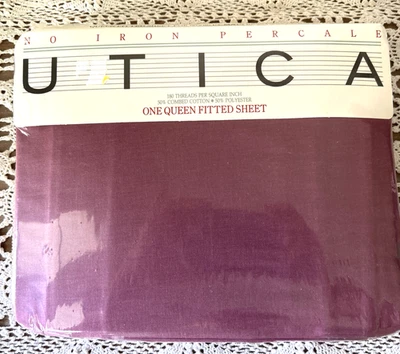 NO IRON PERCALE
UTICA
180 THREADS PER SQUARE INCH
50% COMBED COTTON • 50% POLYESTER
ONE QUEEN FITTED SHEET